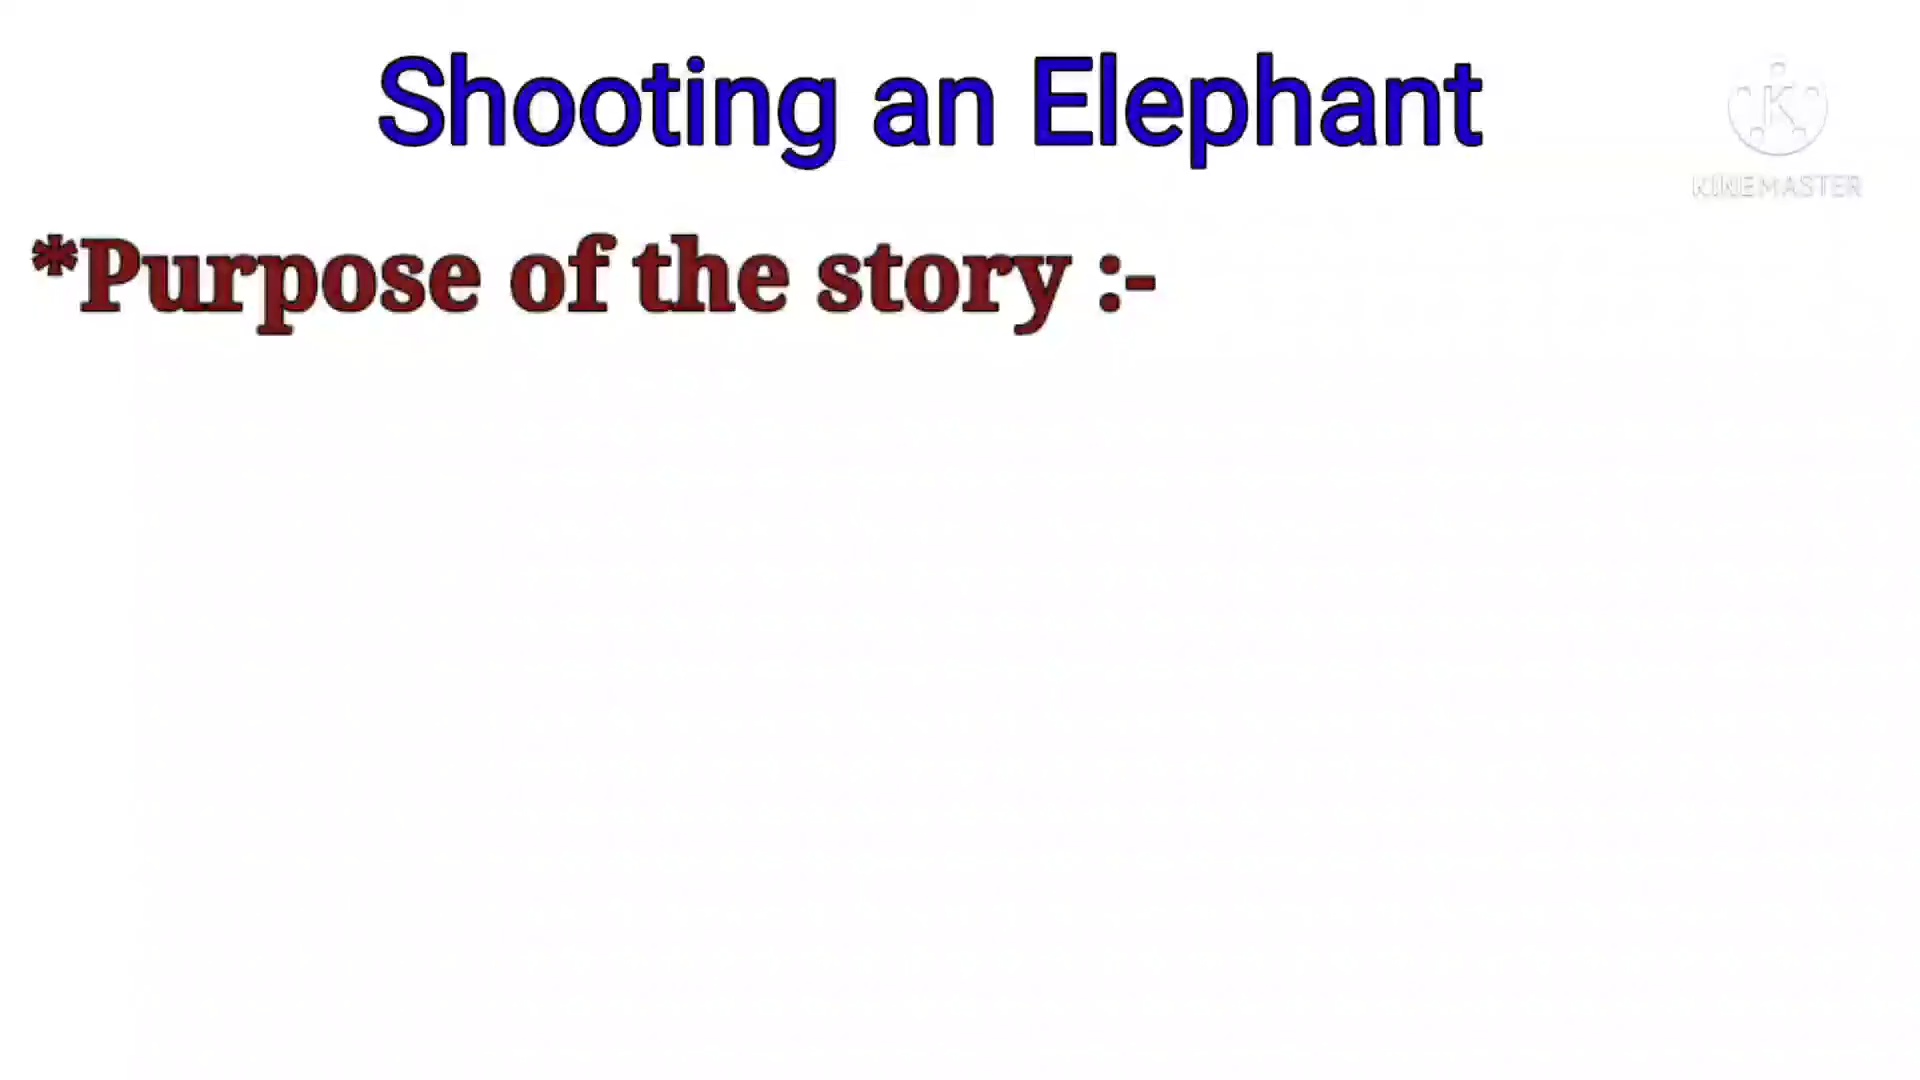 Shooting an Elephant
K
KINEMASTER
*Purpose of the story :-